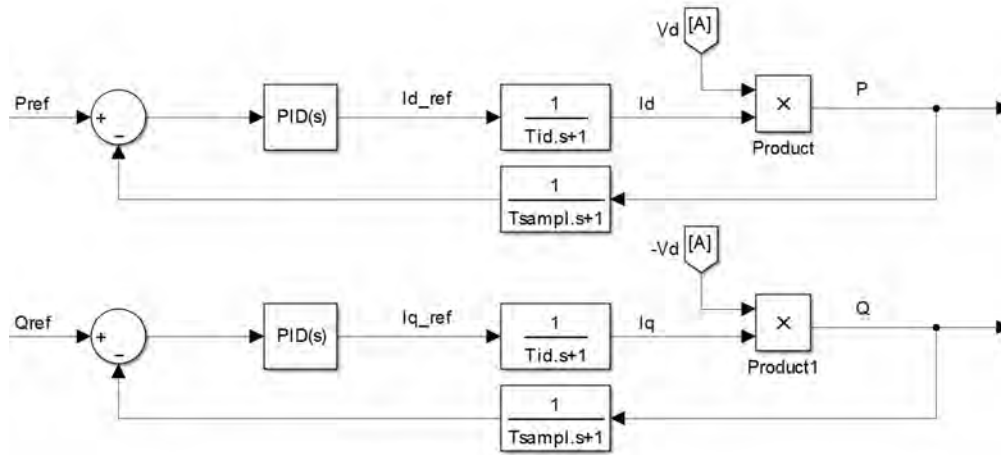 Vd [A]
Pref + − PID(s) Id_ref 1 Id × P
Tid.s+1
Product
1
Tsampl.s+1
-Vd [A]
Qref + − PID(s) Iq_ref 1 Iq × Q
Tid.s+1
Product1
1
Tsampl.s+1